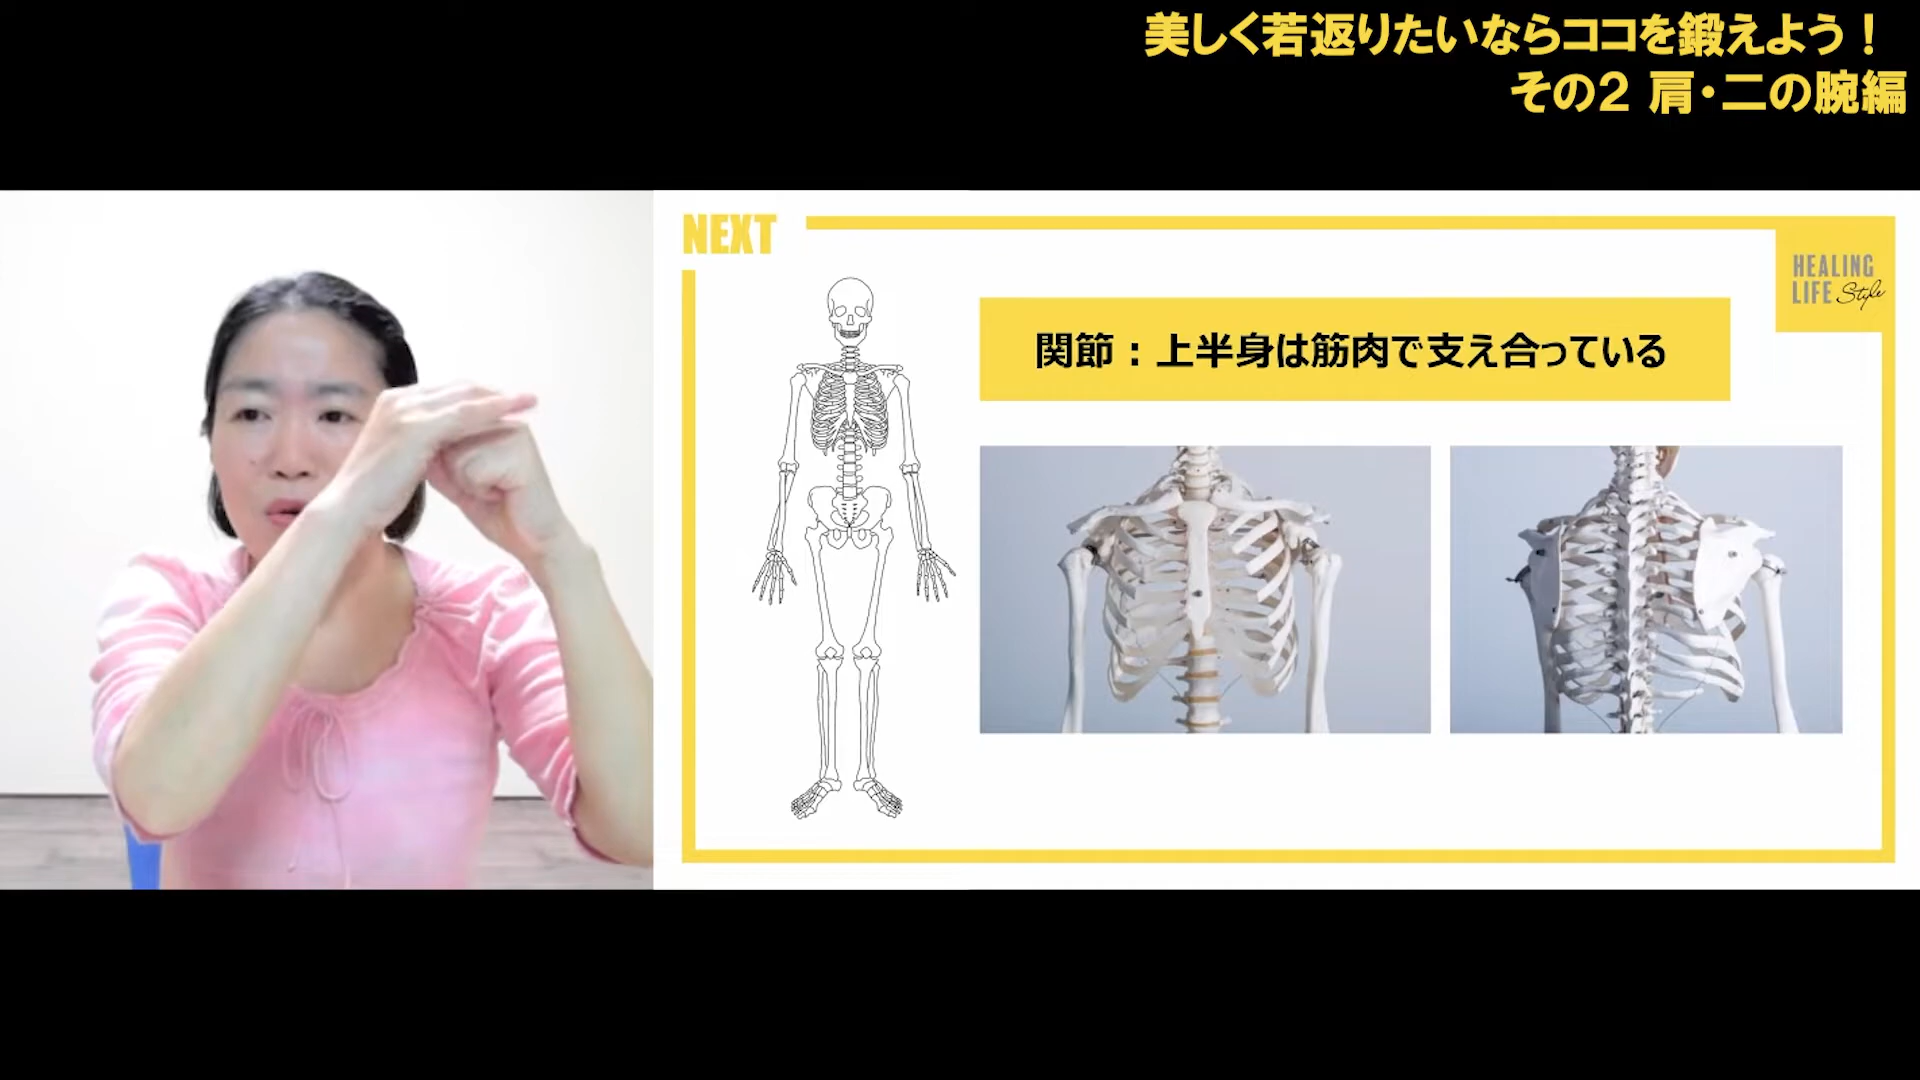 美しく若返りたいならココを鍛えよう！
その２ 肩・二の腕編
NEXT
HEALING
LIFE Style
関節：上半身は筋肉で支え合っている